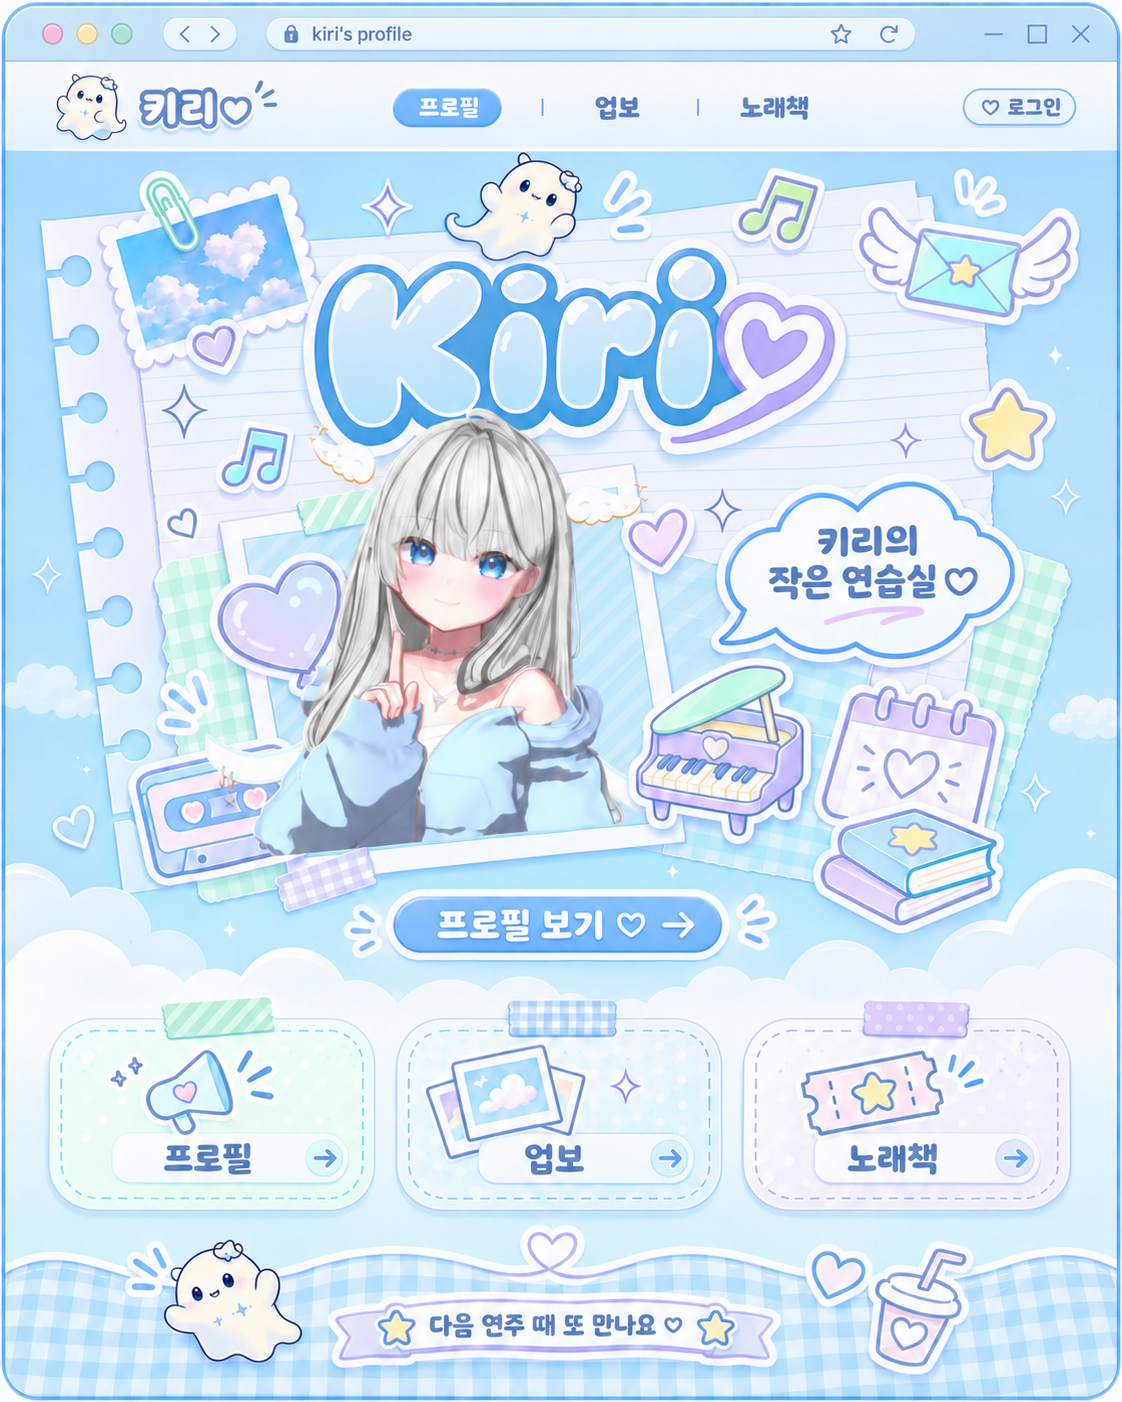 kiri's profile
키리♡
프로필
업보
노래책
♡ 로그인
Kiri♡
키리의
작은 연습실♡
프로필 보기 ♡ →
프로필 →
업보 →
노래책 →
다음 연주 때 또 만나요 ♡